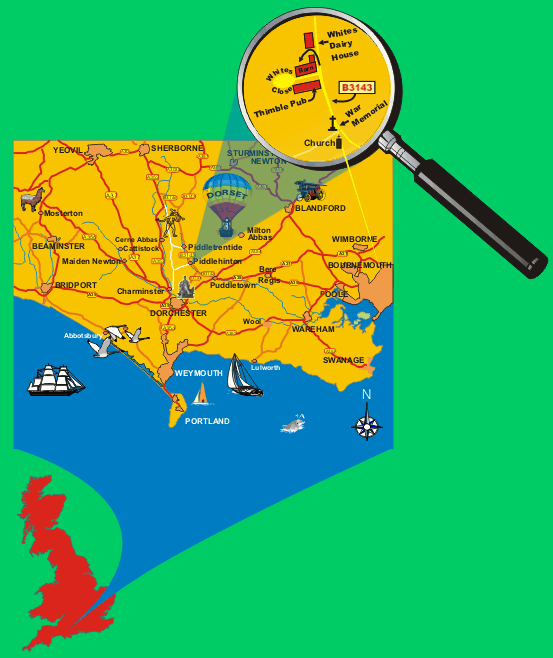 Whites
Dairy
House
Whites
Barn
Close
B3143
Thimble Pub
War
Memorial
Church
YEOVIL
SHERBORNE
STURMINSTER
NEWTON
DORSET
Mosterton
BLANDFORD
Milton
Abbas
BEAMINSTER
Cerne Abbas
Cattistock
Piddletrentide
WIMBORNE
Maiden Newton
Piddlehinton
Bere
Regis
BOURNEMOUTH
BRIDPORT
Charminster
Puddletown
POOLE
DORCHESTER
Wool
WAREHAM
Abbotsbury
SWANAGE
WEYMOUTH
Lulworth
PORTLAND
N